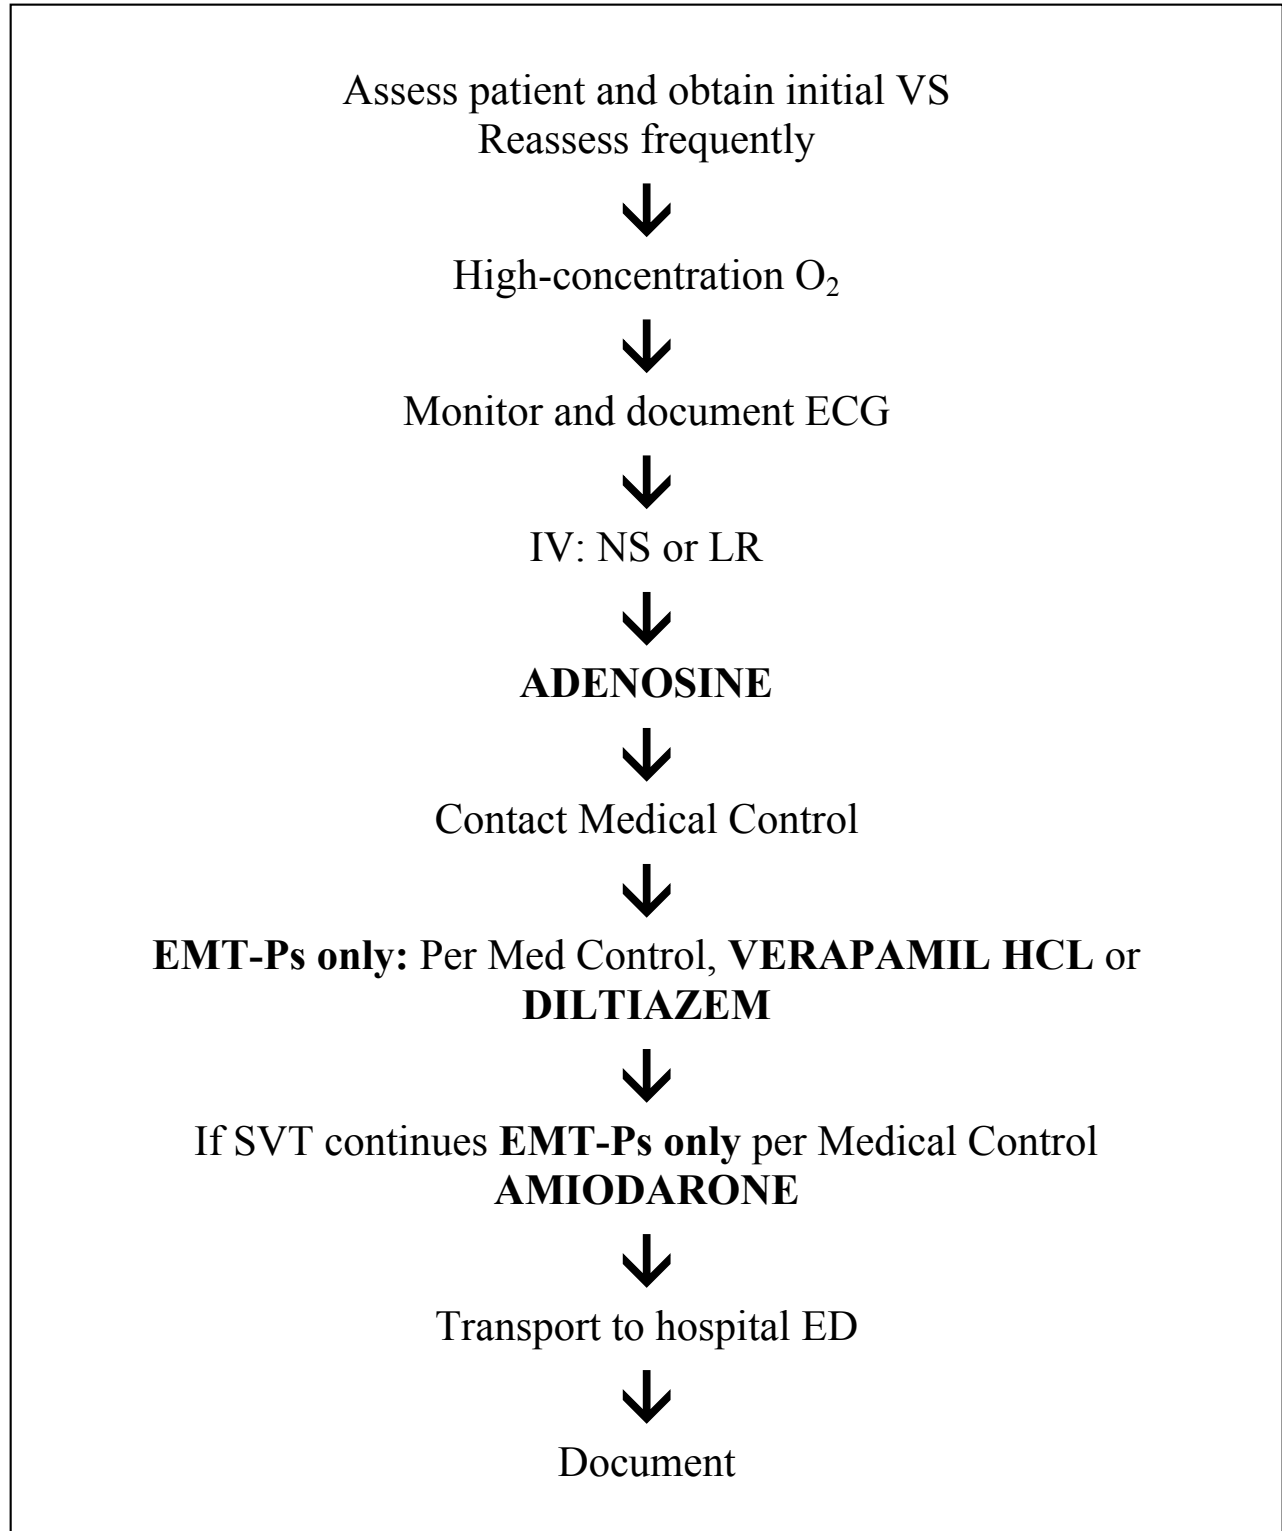 Assess patient and obtain initial VS
Reassess frequently
High-concentration O₂
Monitor and document ECG
IV: NS or LR
ADENOSINE
Contact Medical Control
EMT-Ps only: Per Med Control, VERAPAMIL HCL or
DILTIAZEM
If SVT continues EMT-Ps only per Medical Control
AMIODARONE
Transport to hospital ED
Document